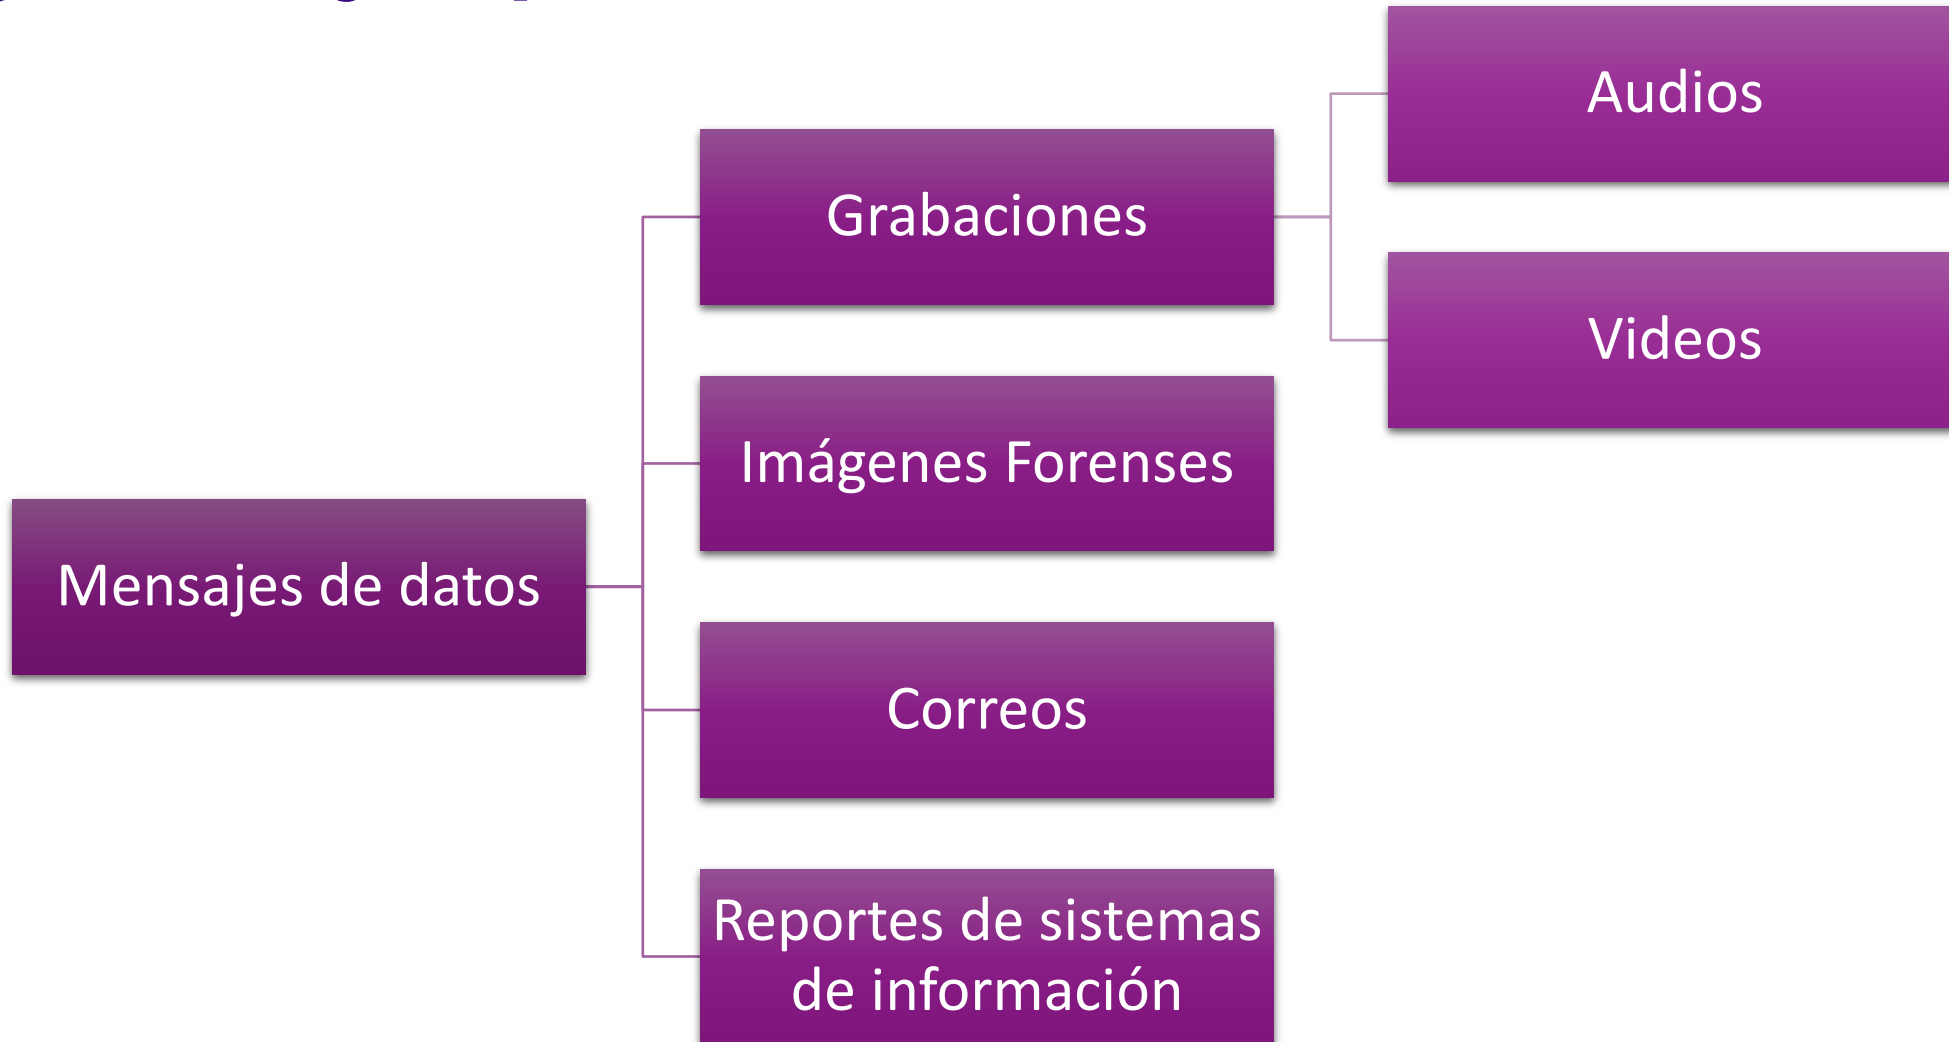 Audios
Grabaciones
Videos
Imágenes Forenses
Mensajes de datos
Correos
Reportes de sistemas
de información